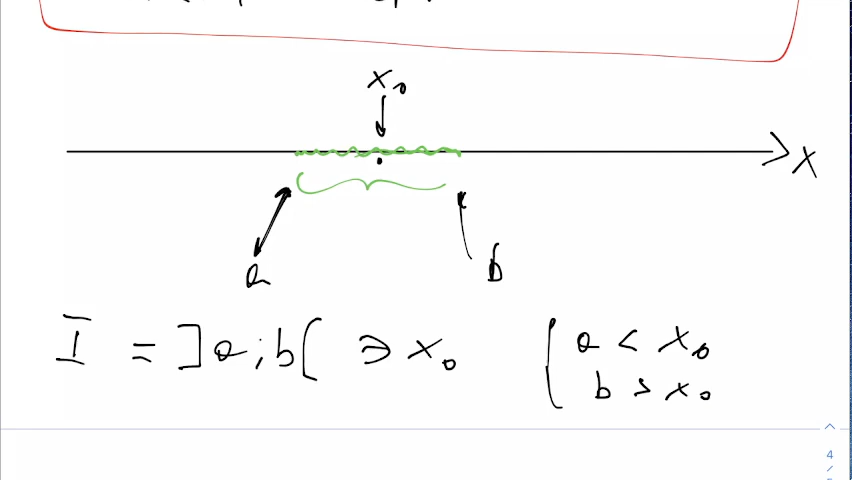 x₀
x
a
b
I = ]a;b[ ∋ x₀ { a < x₀
b > x₀
4